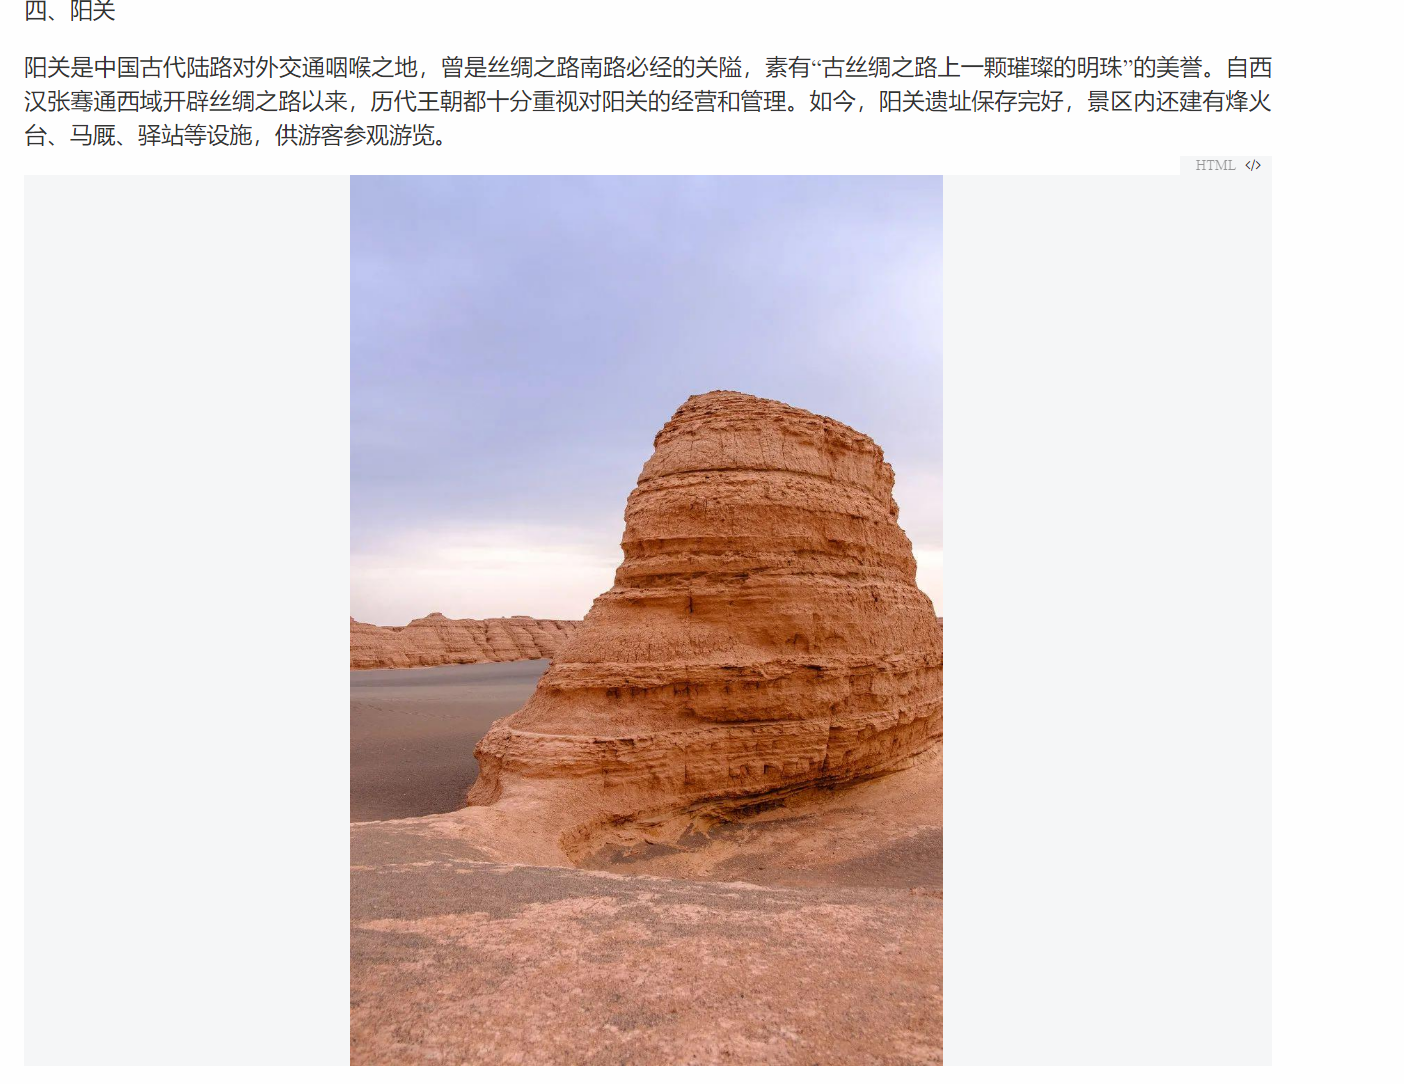 四、阳关
阳关是中国古代陆路对外交通咽喉之地，曾是丝绸之路南路必经的关隘，素有“古丝绸之路上一颗璀璨的明珠”的美誉。自西
汉张骞通西域开辟丝绸之路以来，历代王朝都十分重视对阳关的经营和管理。如今，阳关遗址保存完好，景区内还建有烽火
台、马厩、驿站等设施，供游客参观游览。
HTML </>